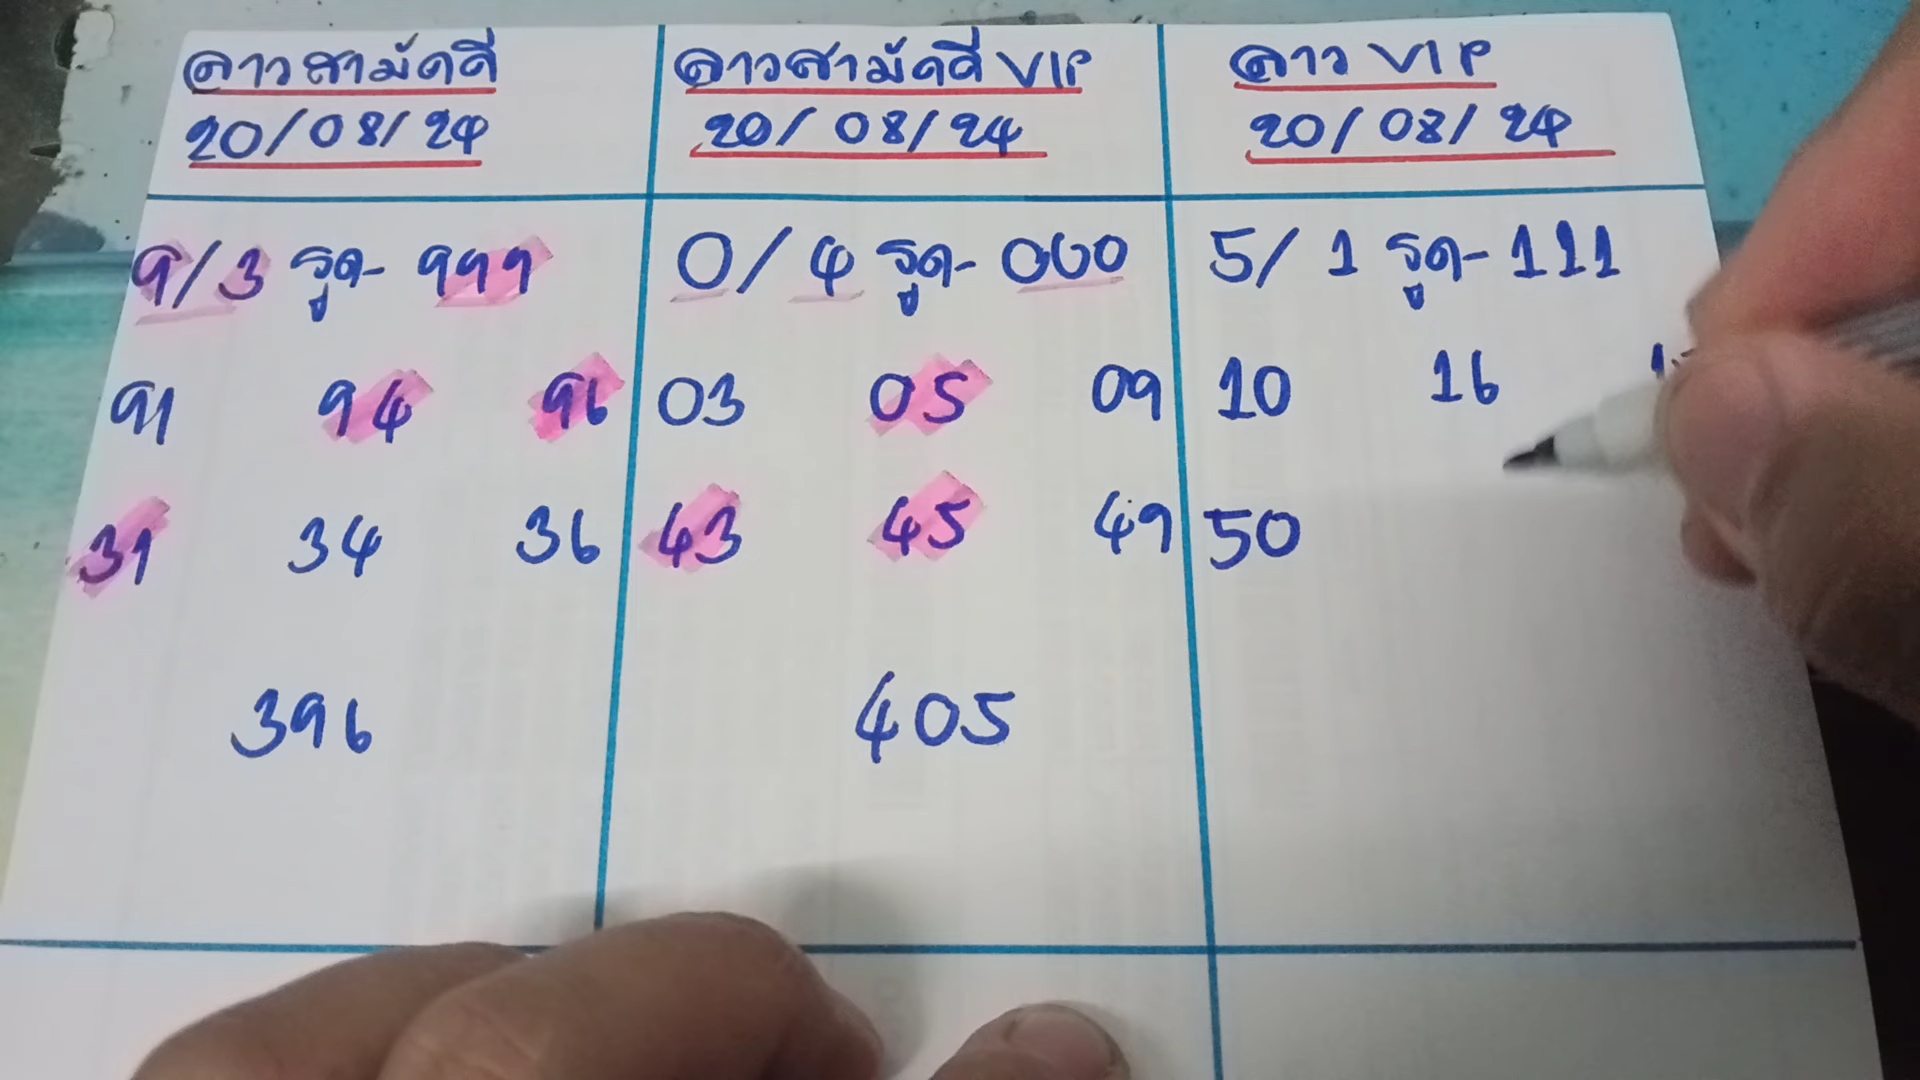 ลาวสามัคคี
20/08/24
9/3 รูด- 999
91 94 96
31 34 36
396
ลาวสามัคคี VIP
20/08/24
0/4 รูด- 000
03 05 09
43 45 49
405
ลาว VIP
20/08/24
5/1 รูด- 111
10 16
50